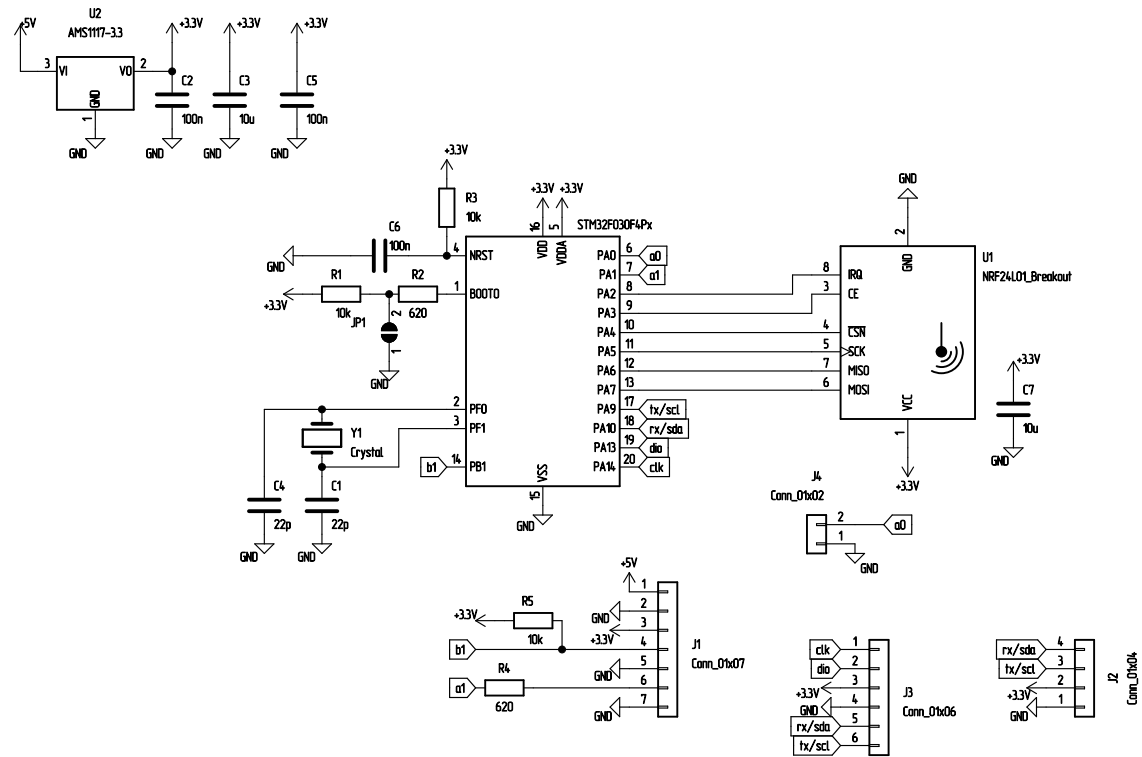 U2
AMS1117-3.3
+5V
+3.3V
+3.3V
+3.3V
3
VI
VO
2
GND
1
C2
100n
C3
10u
C5
100n
GND
GND
GND
GND
+3.3V
R3
10k
+3.3V
+3.3V
16
5
STM32F030F4Px
C6
100n
GND
4
NRST
VDD
VDDA
PA0
6
a0
PA1
7
a1
R1
10k
R2
620
+3.3V
1
BOOT0
PA2
8
PA3
9
JP1
2
1
GND
PA4
10
PA5
11
PA6
12
PA7
13
2
PF0
PA9
17
tx/scl
3
PF1
PA10
18
rx/sda
PA13
19
dio
b1
14
PB1
PA14
20
clk
VSS
15
GND
Y1
Crystal
C4
22p
C1
22p
GND
GND
GND
2
GND
U1
NRF24L01_Breakout
8
IRQ
3
CE
4
CSN
5
SCK
7
MISO
6
MOSI
VCC
1
+3.3V
+3.3V
C7
10u
GND
J4
Conn_01x02
2
a0
1
GND
+5V
1
GND
2
+3.3V
3
R5
10k
+3.3V
b1
4
GND
5
a1
R4
620
6
GND
7
J1
Conn_01x07
clk
1
dio
2
+3.3V
3
GND
4
rx/sda
5
tx/scl
6
J3
Conn_01x06
rx/sda
4
tx/scl
3
+3.3V
2
GND
1
J2
Conn_01x04